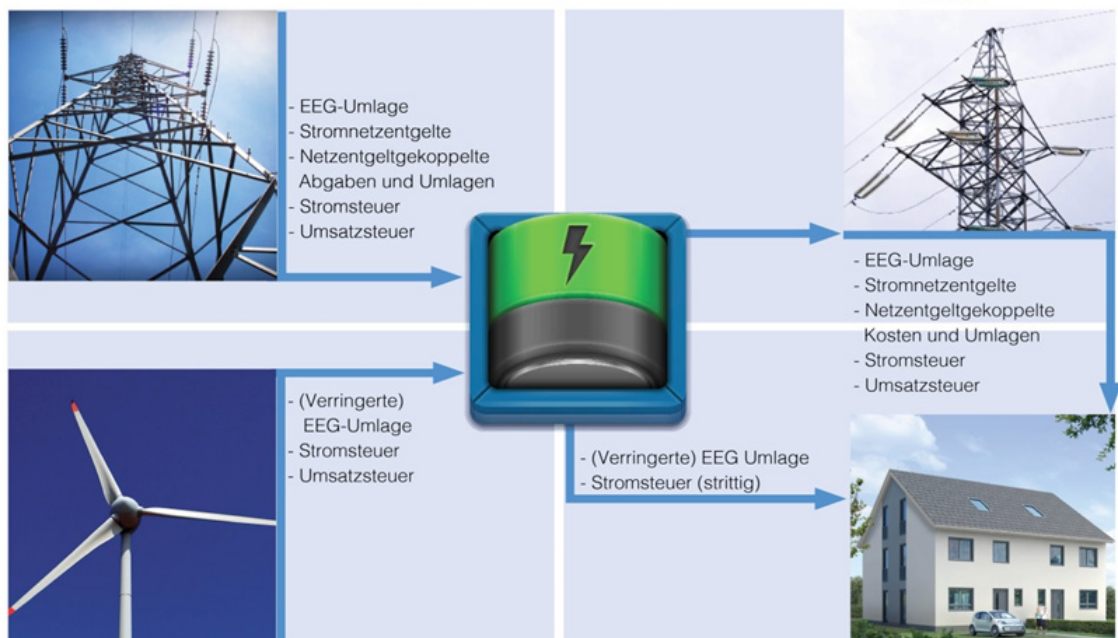 - EEG-Umlage
- Stromnetzentgelte
- Netzentgeltgekoppelte
Abgaben und Umlagen
- Stromsteuer
- Umsatzsteuer
- EEG-Umlage
- Stromnetzentgelte
- Netzentgeltgekoppelte
Kosten und Umlagen
- Stromsteuer
- Umsatzsteuer
- (Verringerte)
EEG-Umlage
- Stromsteuer
- Umsatzsteuer
- (Verringerte) EEG Umlage
- Stromsteuer (strittig)